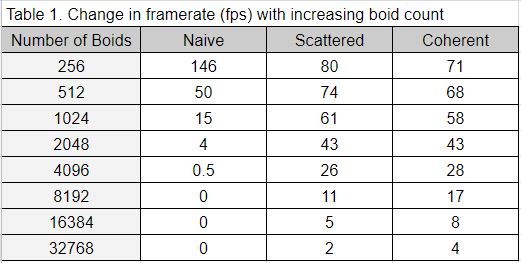 Table 1. Change in framerate (fps) with increasing boid count
Number of Boids Naive Scattered Coherent
256 146 80 71
512 50 74 68
1024 15 61 58
2048 4 43 43
4096 0.5 26 28
8192 0 11 17
16384 0 5 8
32768 0 2 4